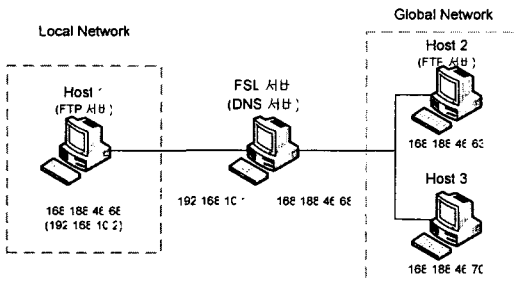 Global Network
Local Network
Host 2
(FTP 서버)
FSL 서버
(DNS 서버)
Host 1
(FTP 서버)
Host 3
192 168 10 1
168 188 46 68
168 188 46 63
168 188 46 68
(192 168 10 2)
168 188 46 70